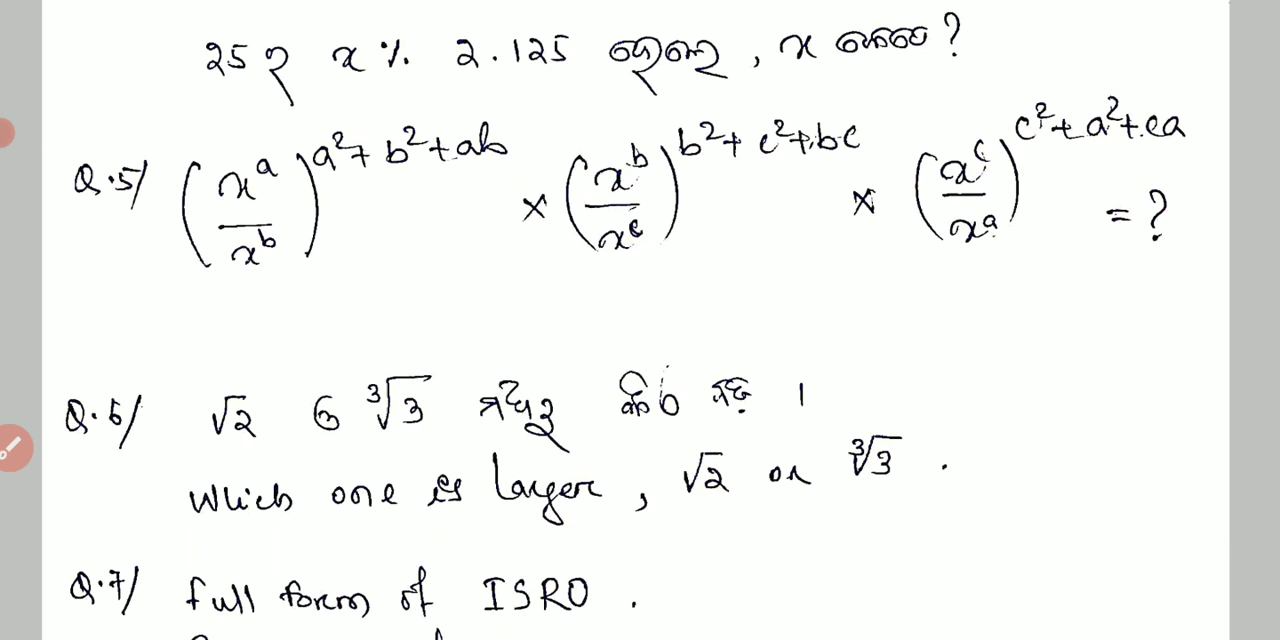 25 ର x % 2.125 ହେଲେ, x କେତେ?
Q.5/ (x^a/x^b)^(a²+b²+ab) × (x^b/x^c)^(b²+c²+bc) × (x^c/x^a)^(c²+a²+ca) = ?
Q.6/ √2 ଓ ∛3 ମଧ୍ୟରୁ କିଏ ବଡ଼ ।
Which one is larger, √2 or ∛3 .
Q.7/ full form of ISRO .